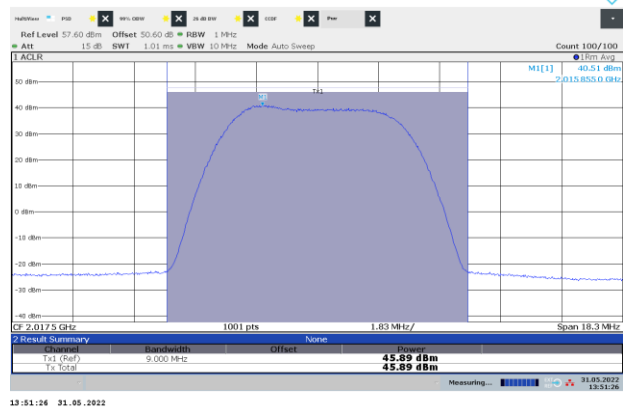 MultiView PSD X 99% OBW X 26 dB BW X CCDF X Pwr X
Ref Level 57.60 dBm Offset 50.60 dB RBW 1 MHz
Att 15 dB SWT 1.01 ms VBW 10 MHz Mode Auto Sweep Count 100/100
1 ACLR 1Rm Avg
M1[1] 40.51 dBm
2.0158550 GHz
Tx1
M1
50 dBm
40 dBm
30 dBm
20 dBm
10 dBm
0 dBm
-10 dBm
-20 dBm
-30 dBm
-40 dBm
CF 2.0175 GHz 1001 pts 1.83 MHz/ Span 18.3 MHz
2 Result Summary None
Channel Bandwidth Offset Power
Tx1 (Ref) 9.000 MHz 45.89 dBm
Tx Total 45.89 dBm
Measuring... 31.05.2022
13:51:26
13:51:26 31.05.2022